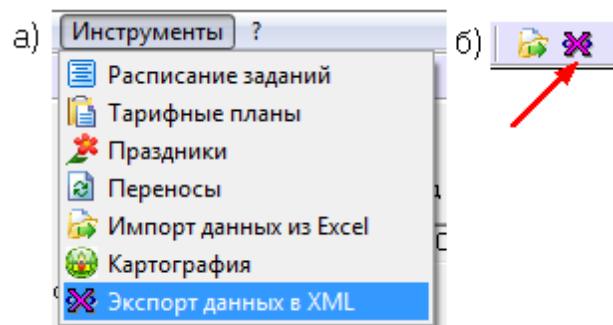 а) Инструменты ? б)
Расписание заданий
Тарифные планы
Праздники
Переносы
Импорт данных из Excel
Картография
Экспорт данных в XML